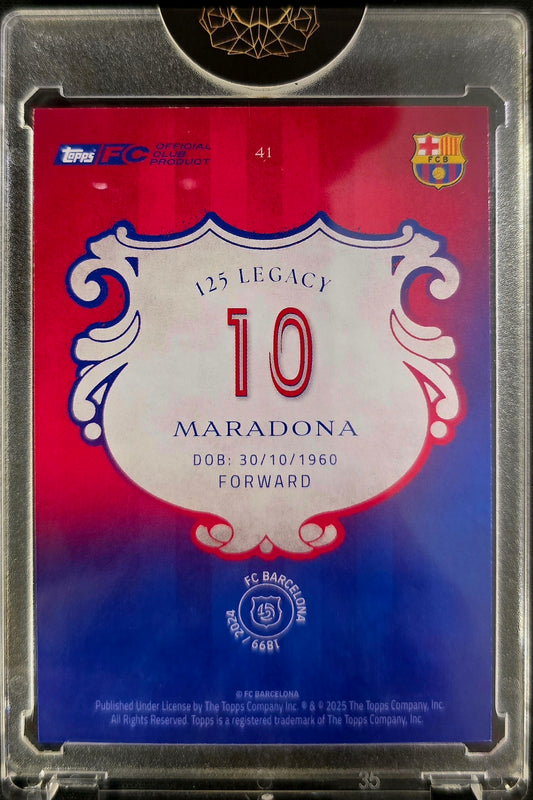 topps FC OFFICIAL
CLUB
PRODUCT
41
FCB
125 LEGACY
10
MARADONA
DOB: 30/10/1960
FORWARD
FC BARCELONA
125
1899 / 2024
© FC BARCELONA
Published Under License by The Topps Company Inc. ® & © 2025 The Topps Company, Inc.
All Rights Reserved. Topps is a registered trademark of The Topps Company, Inc.
35